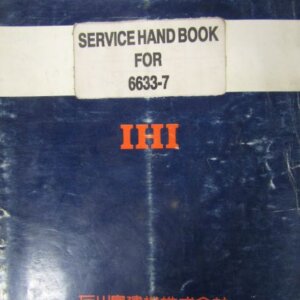 SERVICE HAND BOOK
FOR
6633-7
IHI